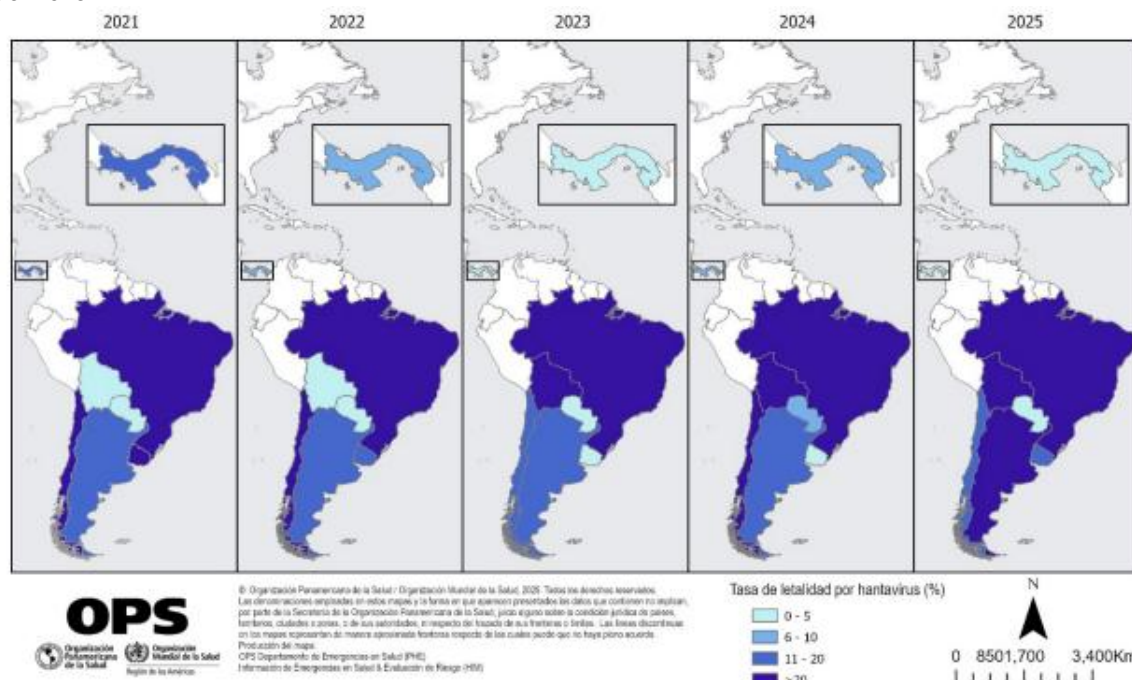 2021 2022 2023 2024 2025
OPS
Organización
Panamericana
de la Salud
Organización
Mundial de la Salud
Región de las Américas
© Organización Panamericana de la Salud / Organización Mundial de la Salud, 2026. Todos los derechos reservados.
Las denominaciones empleadas en estos mapas y la forma en que aparecen presentados los datos que contienen no implican,
por parte de la Secretaría de la Organización Panamericana de la Salud, juicio alguno sobre la condición jurídica de países,
territorios, ciudades o zonas, o de sus autoridades, ni respecto del trazado de sus fronteras o límites. Las líneas discontinuas
en los mapas representan de manera aproximada fronteras respecto de las cuales puede que no haya pleno acuerdo.
Producción del mapa:
OPS Departamento de Emergencias en Salud (PHE)
Información de Emergencias en Salud & Evaluación de Riesgo (HIM)
Tasa de letalidad por hantavirus (%)
0 - 5
6 - 10
11 - 20
>20
N
0 8501,700 3,400Km